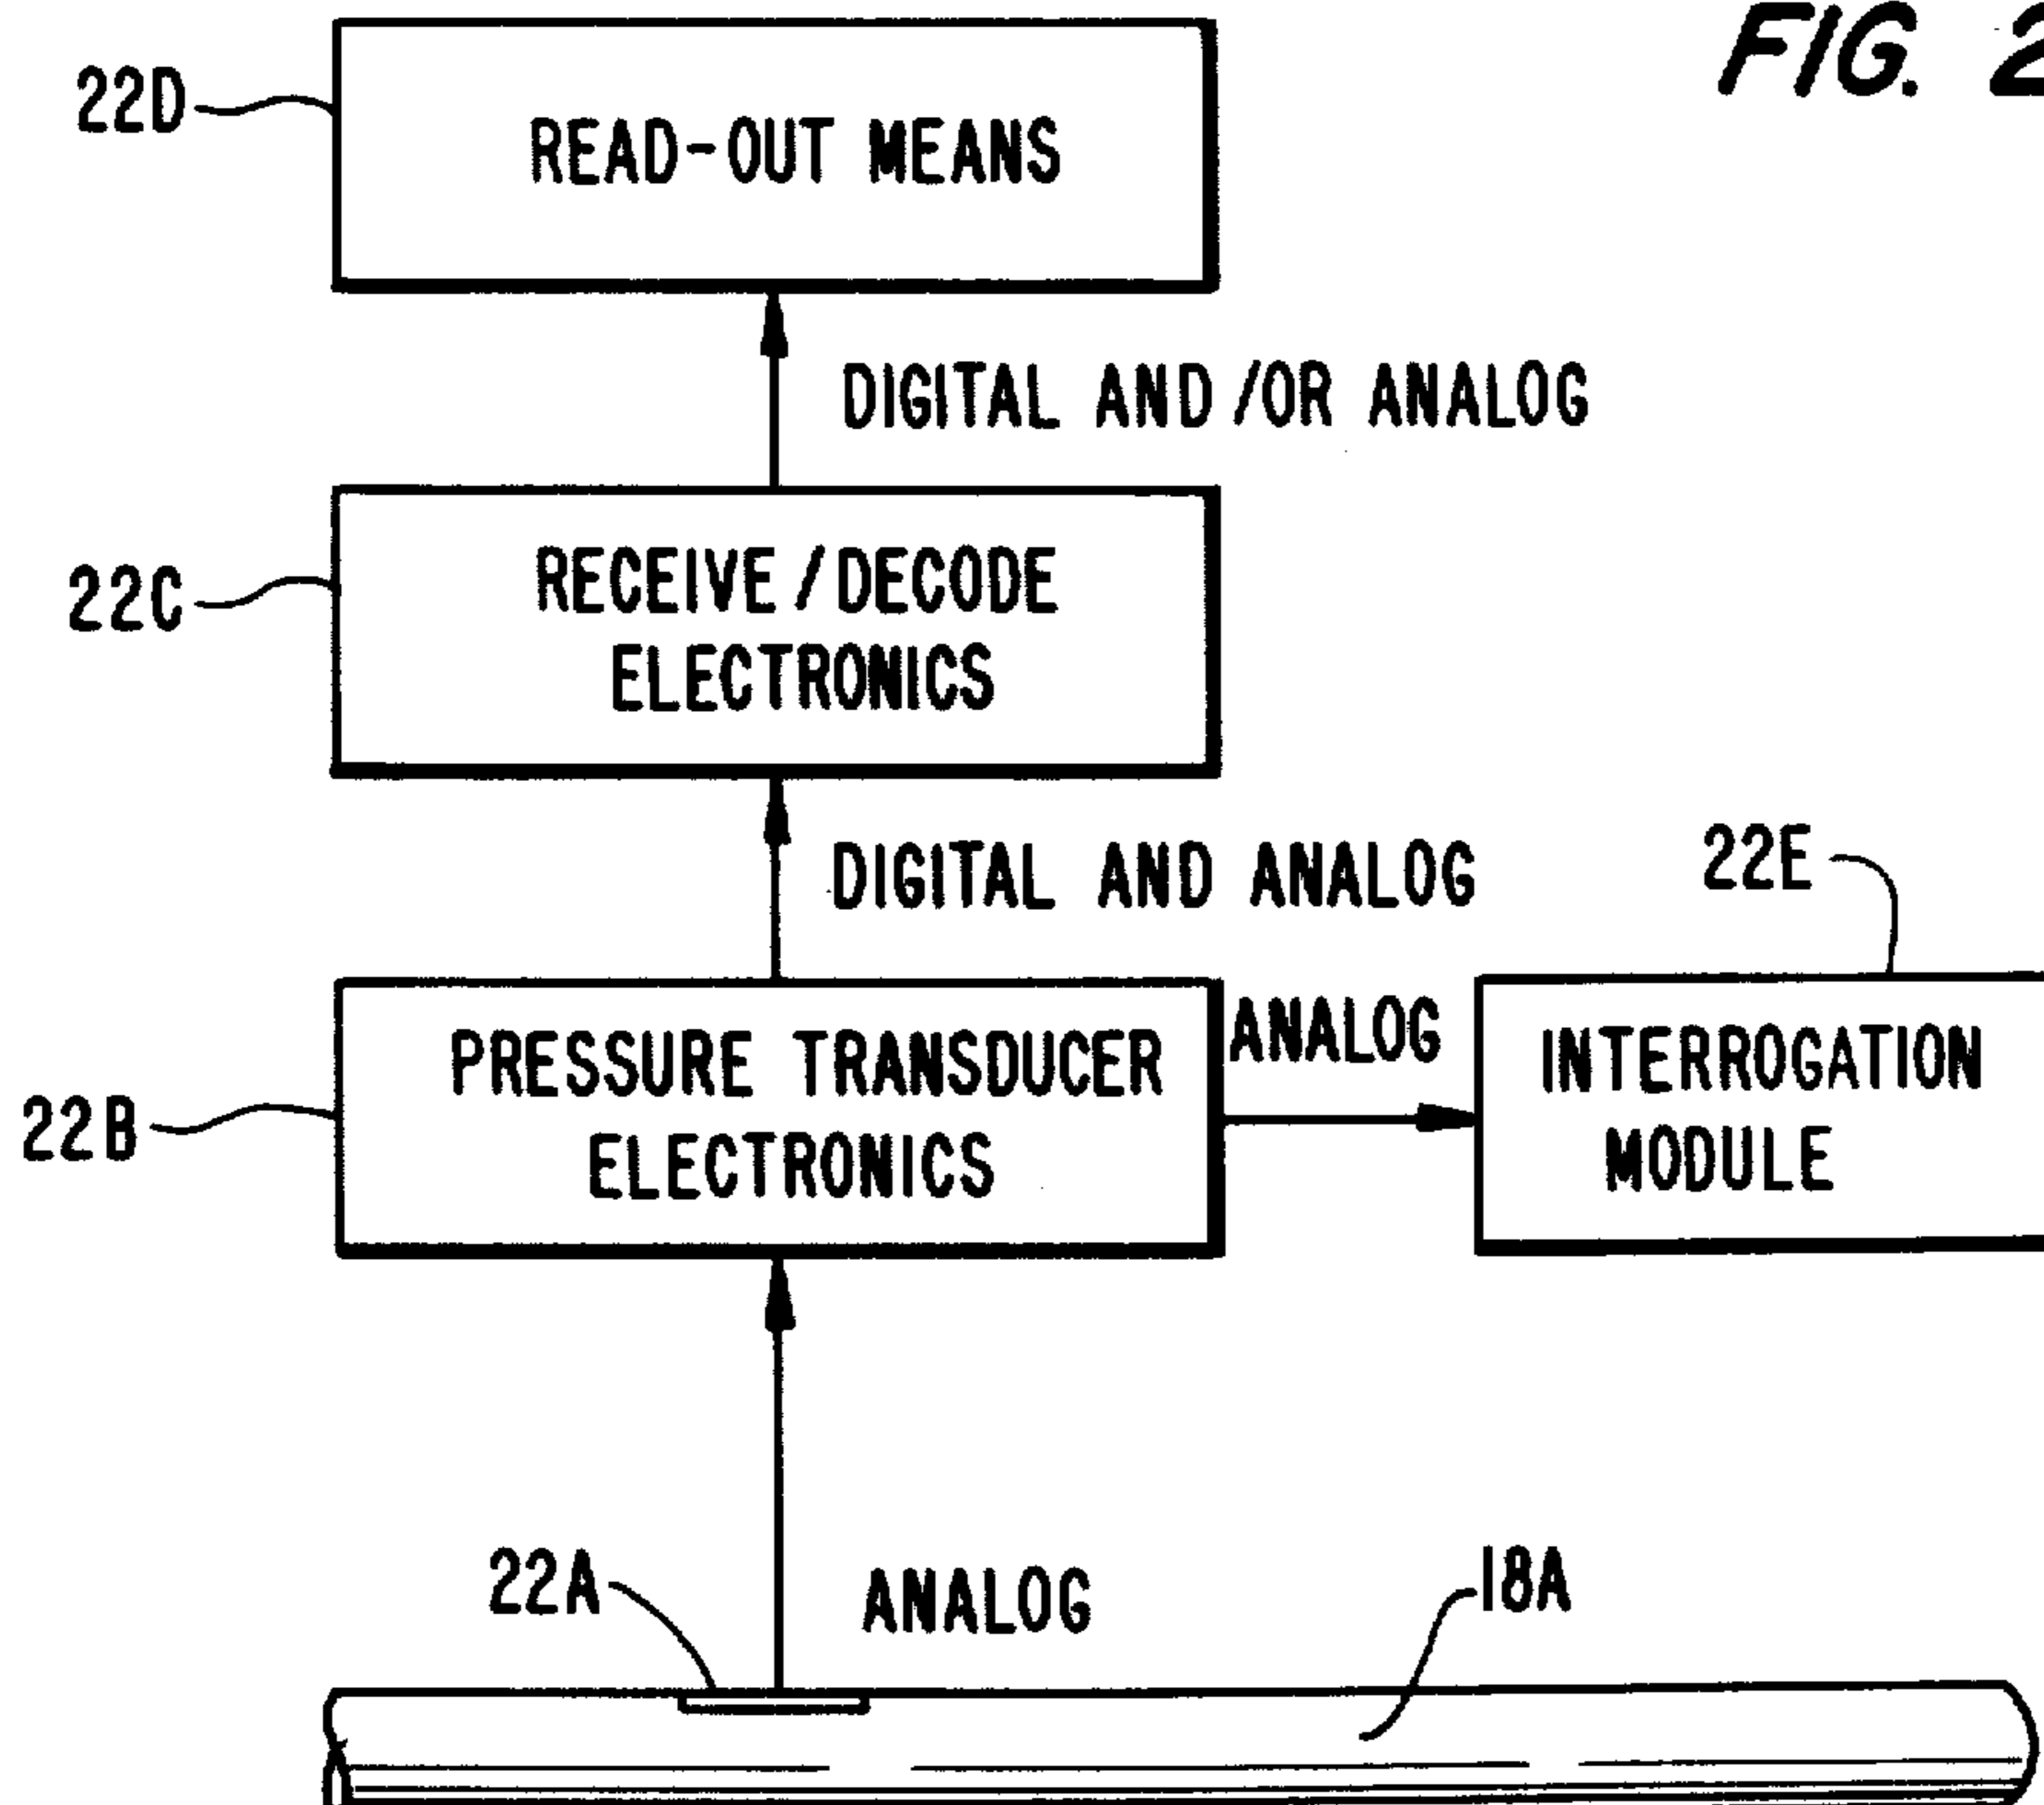 FIG. 2
22D
READ-OUT MEANS
DIGITAL AND/OR ANALOG
22C
RECEIVE/DECODE
ELECTRONICS
DIGITAL AND ANALOG
22E
22B
PRESSURE TRANSDUCER
ELECTRONICS
ANALOG
INTERROGATION
MODULE
22A
ANALOG
18A